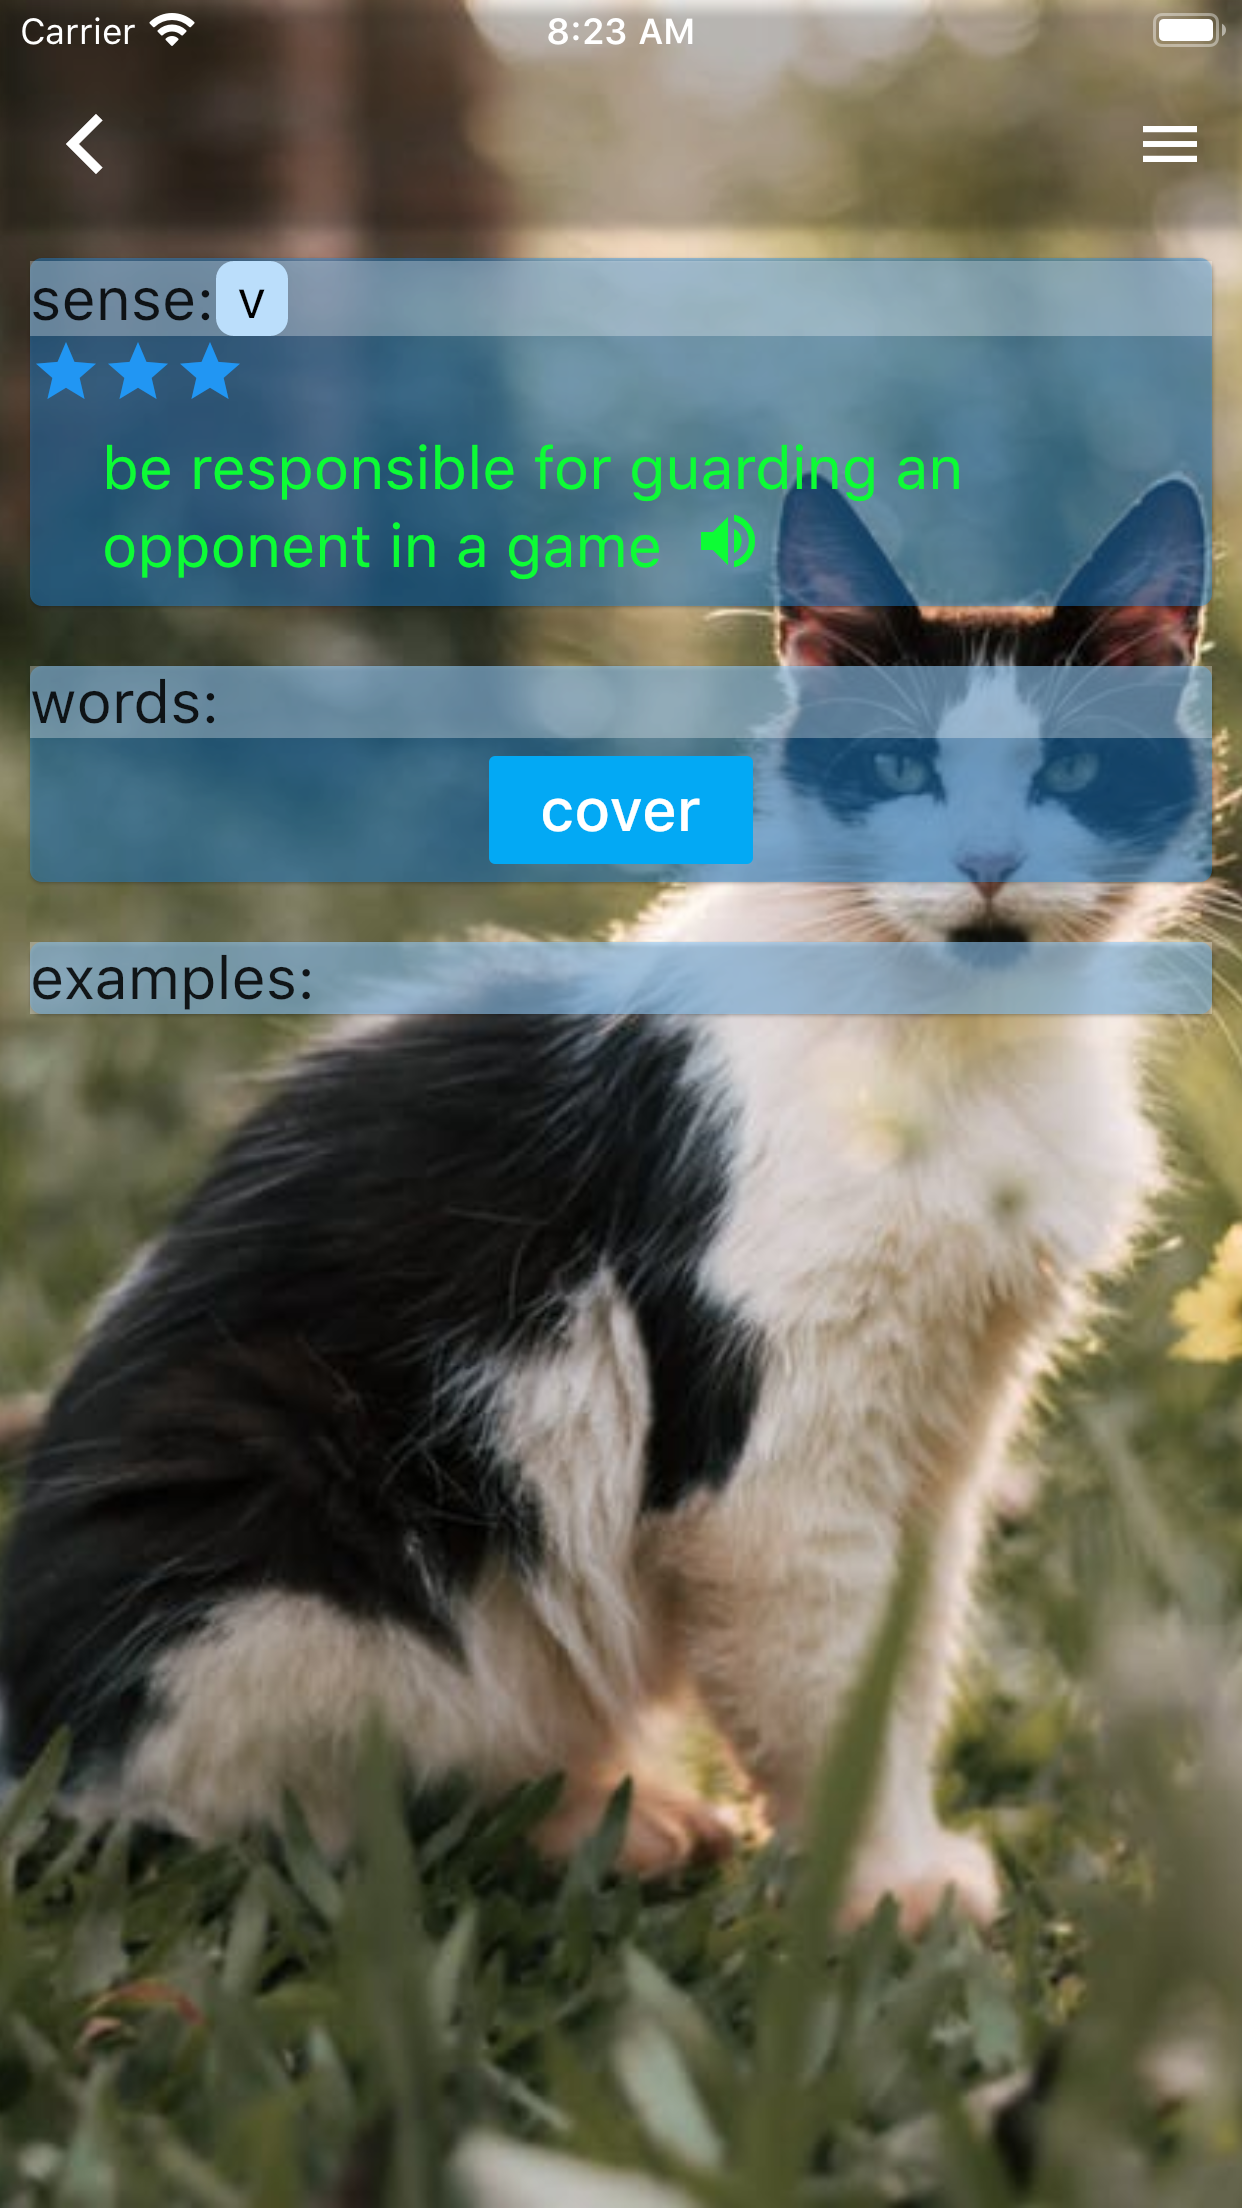 Carrier 8:23 AM
sense: v
be responsible for guarding an
opponent in a game
words:
cover
examples: